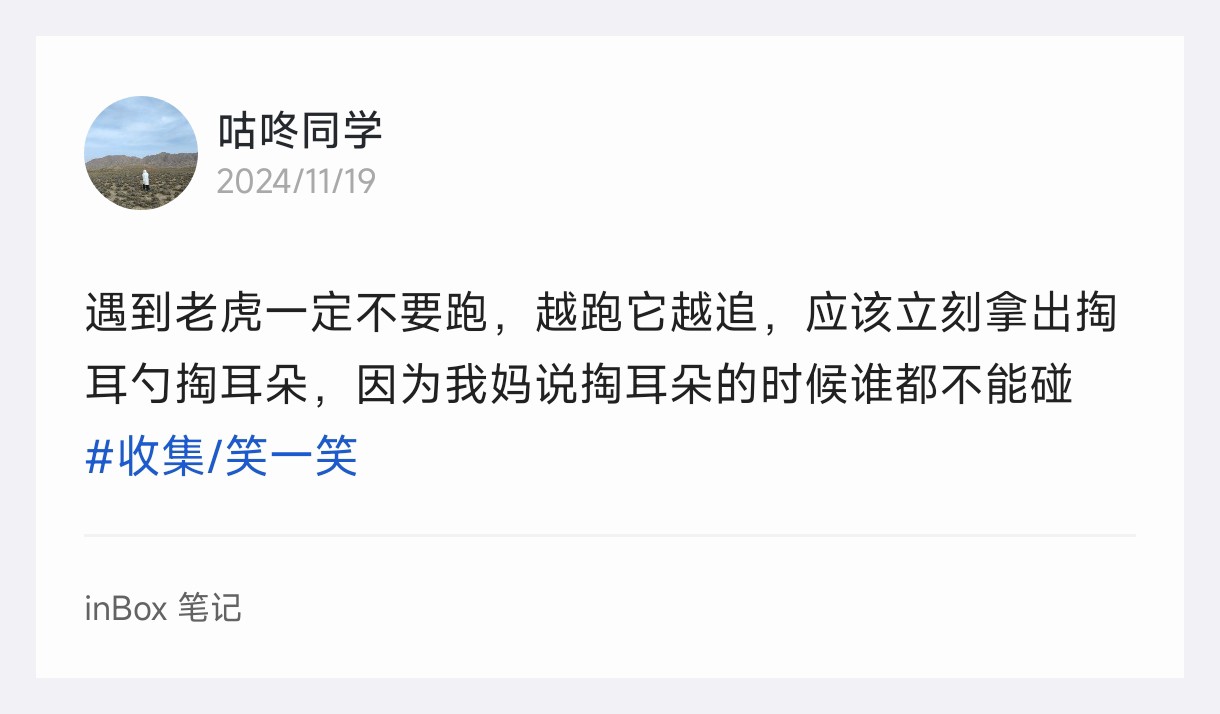 咕咚同学
2024/11/19
遇到老虎一定不要跑，越跑它越追，应该立刻拿出掏
耳勺掏耳朵，因为我妈说掏耳朵的时候谁都不能碰
#收集/笑一笑
inBox 笔记